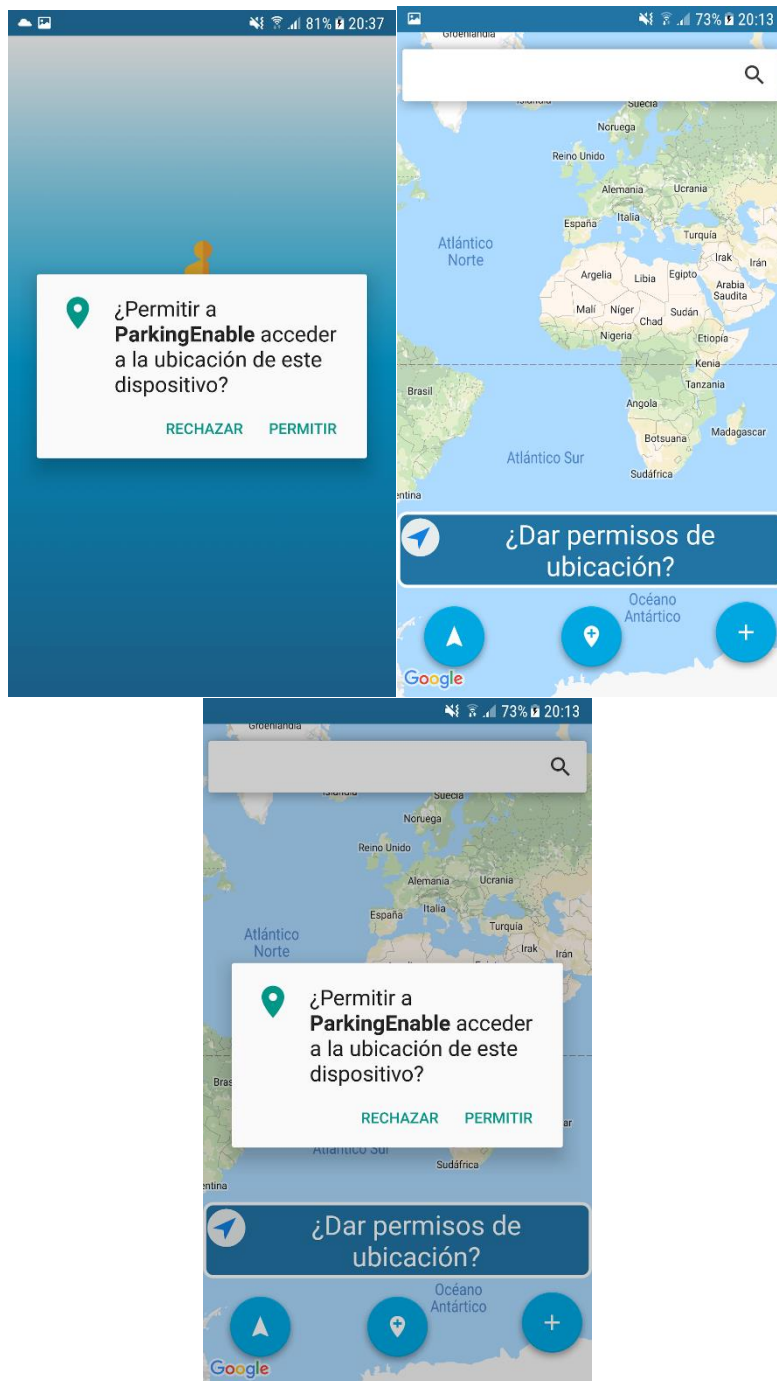 81% 20:37
¿Permitir a
ParkingEnable acceder
a la ubicación de este
dispositivo?
RECHAZAR PERMITIR
73% 20:13
Groenlandia
Islandia
Suecia
Noruega
Reino Unido
Alemania Ucrania
España Italia
Turquía
Atlántico
Norte
Irak Irán
Argelia Libia Egipto
Arabia
Saudita
Malí Níger Chad Sudán
Nigeria Etiopía
Kenia
Tanzania
Brasil
Angola
Botsuana Madagascar
Atlántico Sur
Sudáfrica
entina
¿Dar permisos de
ubicación?
Océano
Antártico
Google
73% 20:13
Groenlandia
Islandia
Suecia
Noruega
Reino Unido
Alemania Ucrania
España Italia
Turquía
Atlántico
Norte
Irak Irán
¿Permitir a
ParkingEnable acceder
a la ubicación de este
dispositivo?
Bras
RECHAZAR PERMITIR
ar
Atlántico Sur
Sudáfrica
entina
¿Dar permisos de
ubicación?
Océano
Antártico
Google